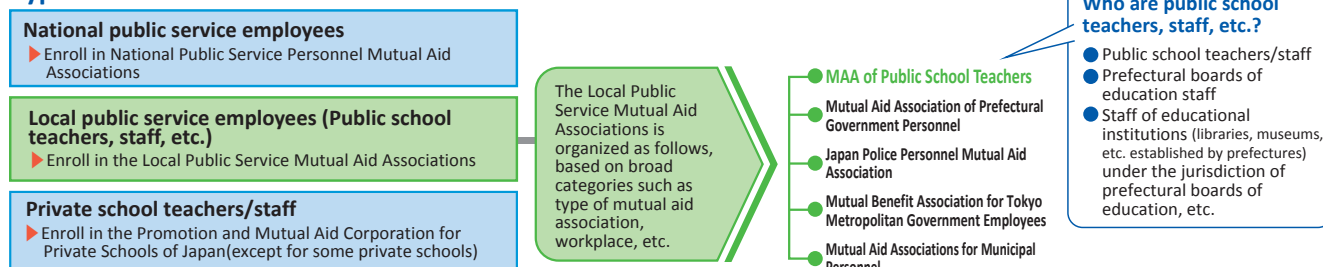 National public service employees
Enroll in National Public Service Personnel Mutual Aid
Associations
Local public service employees (Public school
teachers, staff, etc.)
Enroll in the Local Public Service Mutual Aid Associations
Private school teachers/staff
Enroll in the Promotion and Mutual Aid Corporation for
Private Schools of Japan(except for some private schools)
The Local Public
Service Mutual Aid
Associations is
organized as follows,
based on broad
categories such as
type of mutual aid
association,
workplace, etc.
MAA of Public School Teachers
Mutual Aid Association of Prefectural
Government Personnel
Japan Police Personnel Mutual Aid
Association
Mutual Benefit Association for Tokyo
Metropolitan Government Employees
Mutual Aid Associations for Municipal
Personnel
Who are public school
teachers, staff, etc.?
Public school teachers/staff
Prefectural boards of
education staff
Staff of educational
institutions (libraries, museums,
etc. established by prefectures)
under the jurisdiction of
prefectural boards of
education, etc.